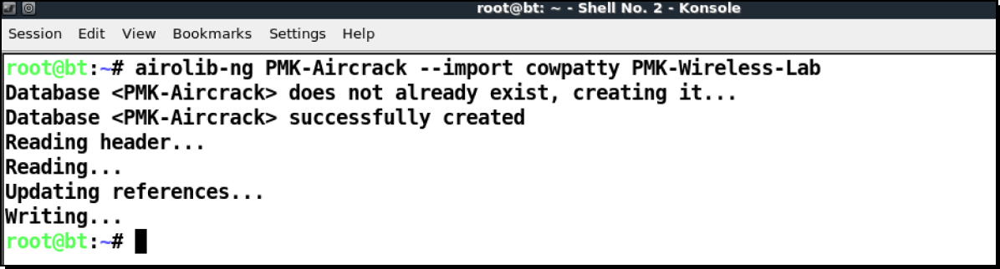 root@bt: ~ - Shell No. 2 - Konsole
Session Edit View Bookmarks Settings Help
root@bt:~# airolib-ng PMK-Aircrack --import cowpatty PMK-Wireless-Lab
Database <PMK-Aircrack> does not already exist, creating it...
Database <PMK-Aircrack> successfully created
Reading header...
Reading...
Updating references...
Writing...
root@bt:~#